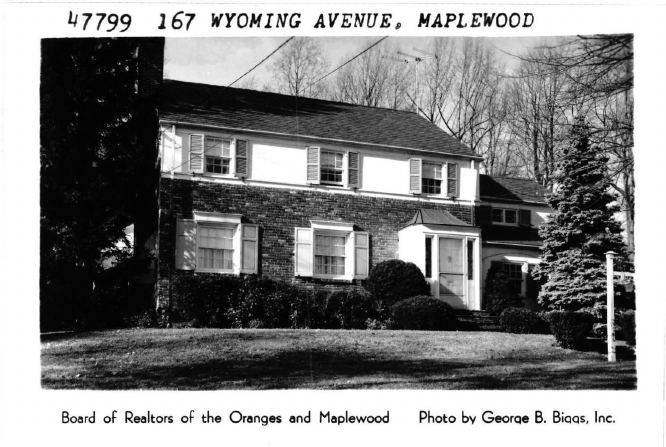 47799 167 WYOMING AVENUE, MAPLEWOOD
Board of Realtors of the Oranges and Maplewood Photo by George B. Biggs, Inc.